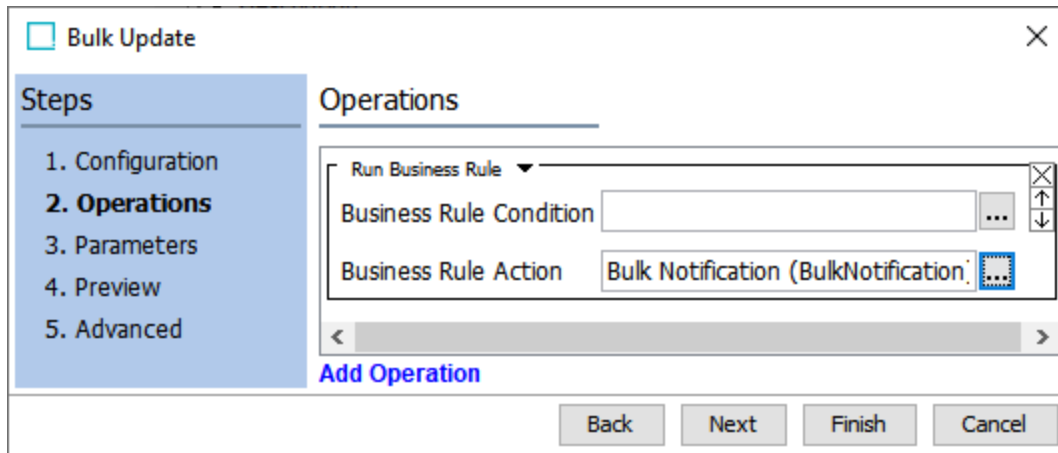 Bulk Update
Steps
1. Configuration
2. Operations
3. Parameters
4. Preview
5. Advanced
Operations
Run Business Rule
Business Rule Condition
...
Business Rule Action
Bulk Notification (BulkNotification)
...
Add Operation
Back
Next
Finish
Cancel